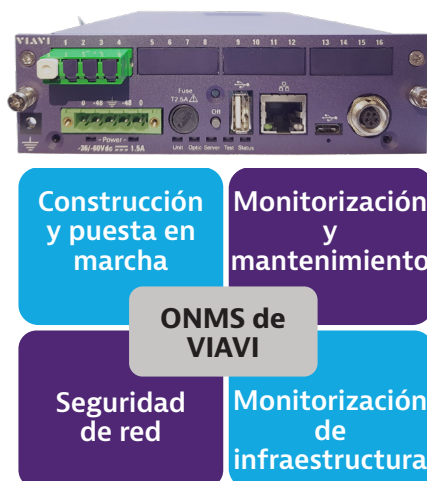 VIAVI
1 2 3 4 5 6 7 8 9 10 11 12 13 14 15 16
Fuse
T2.5A
Off
0 -48 -48 0
Power
-36/-60Vdc 1.5A
Unit Optic Server Test Status
Construcción
y puesta en
marcha
Monitorización
y
mantenimiento
ONMS de
VIAVI
Seguridad
de red
Monitorización
de
infraestructura